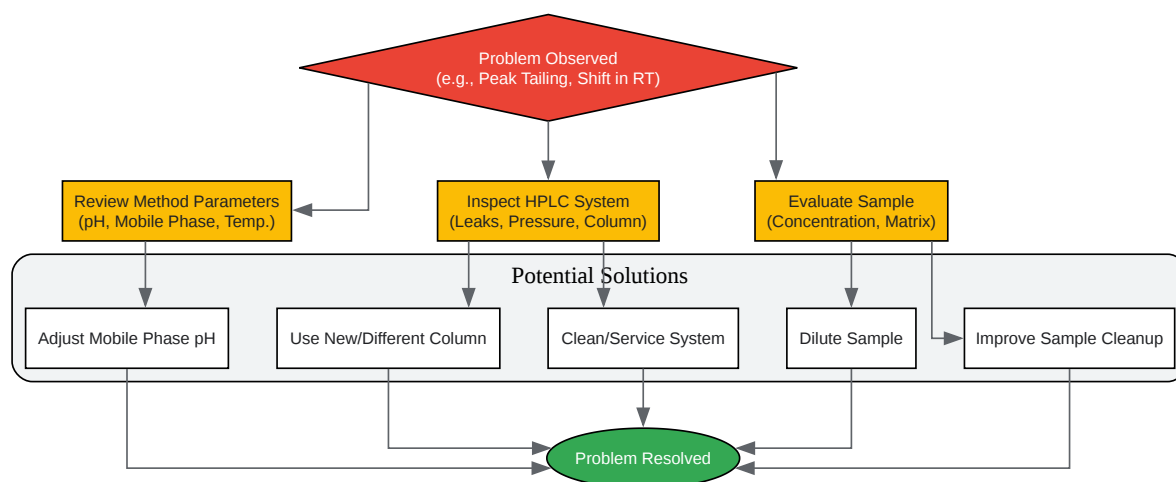 Problem Observed
(e.g., Peak Tailing, Shift in RT)
Review Method Parameters
(pH, Mobile Phase, Temp.)
Inspect HPLC System
(Leaks, Pressure, Column)
Evaluate Sample
(Concentration, Matrix)
Potential Solutions
Adjust Mobile Phase pH
Use New/Different Column
Clean/Service System
Dilute Sample
Improve Sample Cleanup
Problem Resolved